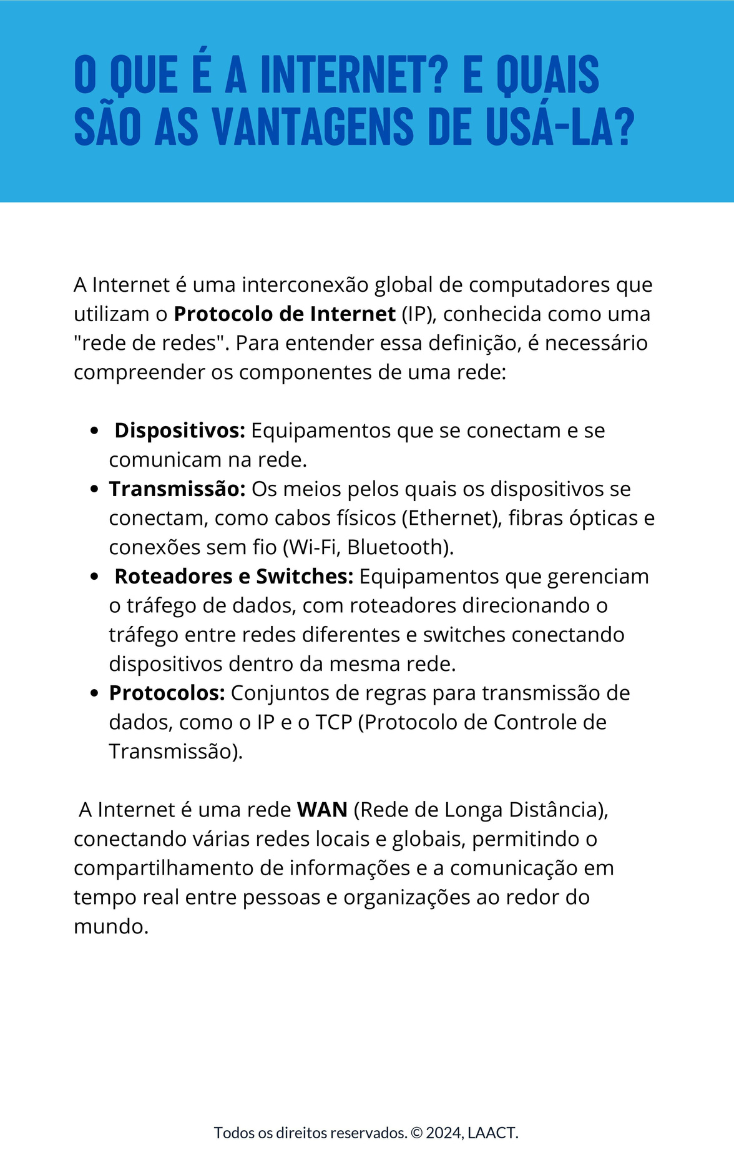 O QUE É A INTERNET? E QUAIS
SÃO AS VANTAGENS DE USÁ-LA?
A Internet é uma interconexão global de computadores que
utilizam o Protocolo de Internet (IP), conhecida como uma
"rede de redes". Para entender essa definição, é necessário
compreender os componentes de uma rede:
• Dispositivos: Equipamentos que se conectam e se
comunicam na rede.
• Transmissão: Os meios pelos quais os dispositivos se
conectam, como cabos físicos (Ethernet), fibras ópticas e
conexões sem fio (Wi-Fi, Bluetooth).
• Roteadores e Switches: Equipamentos que gerenciam
o tráfego de dados, com roteadores direcionando o
tráfego entre redes diferentes e switches conectando
dispositivos dentro da mesma rede.
• Protocolos: Conjuntos de regras para transmissão de
dados, como o IP e o TCP (Protocolo de Controle de
Transmissão).
A Internet é uma rede WAN (Rede de Longa Distância),
conectando várias redes locais e globais, permitindo o
compartilhamento de informações e a comunicação em
tempo real entre pessoas e organizações ao redor do
mundo.
Todos os direitos reservados. © 2024, LAACT.